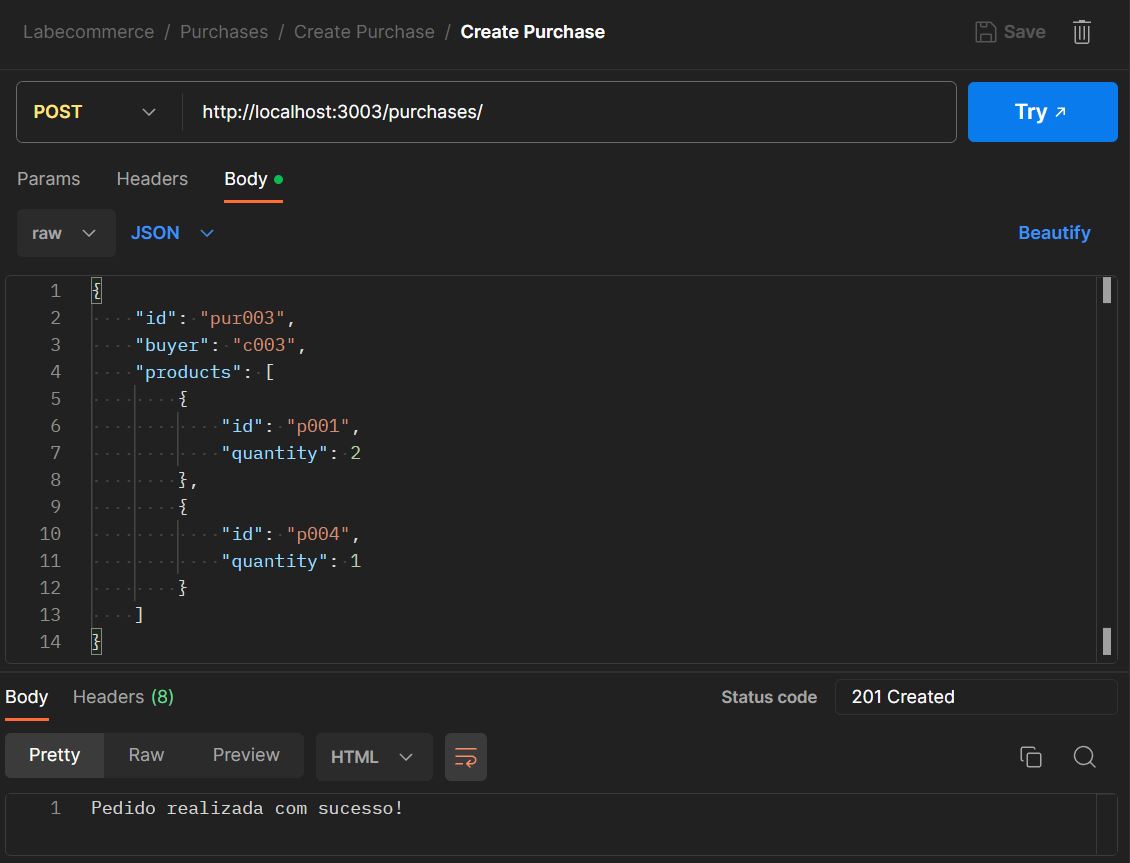 Labecommerce / Purchases / Create Purchase / Create Purchase
Save
POST
http://localhost:3003/purchases/
Try
Params Headers Body
raw JSON
Beautify
1 {
2 "id": "pur003",
3 "buyer": "c003",
4 "products": [
5 {
6 "id": "p001",
7 "quantity": 2
8 },
9 {
10 "id": "p004",
11 "quantity": 1
12 }
13 ]
14 }
Body Headers (8)
Status code 201 Created
Pretty Raw Preview HTML
1 Pedido realizada com sucesso!